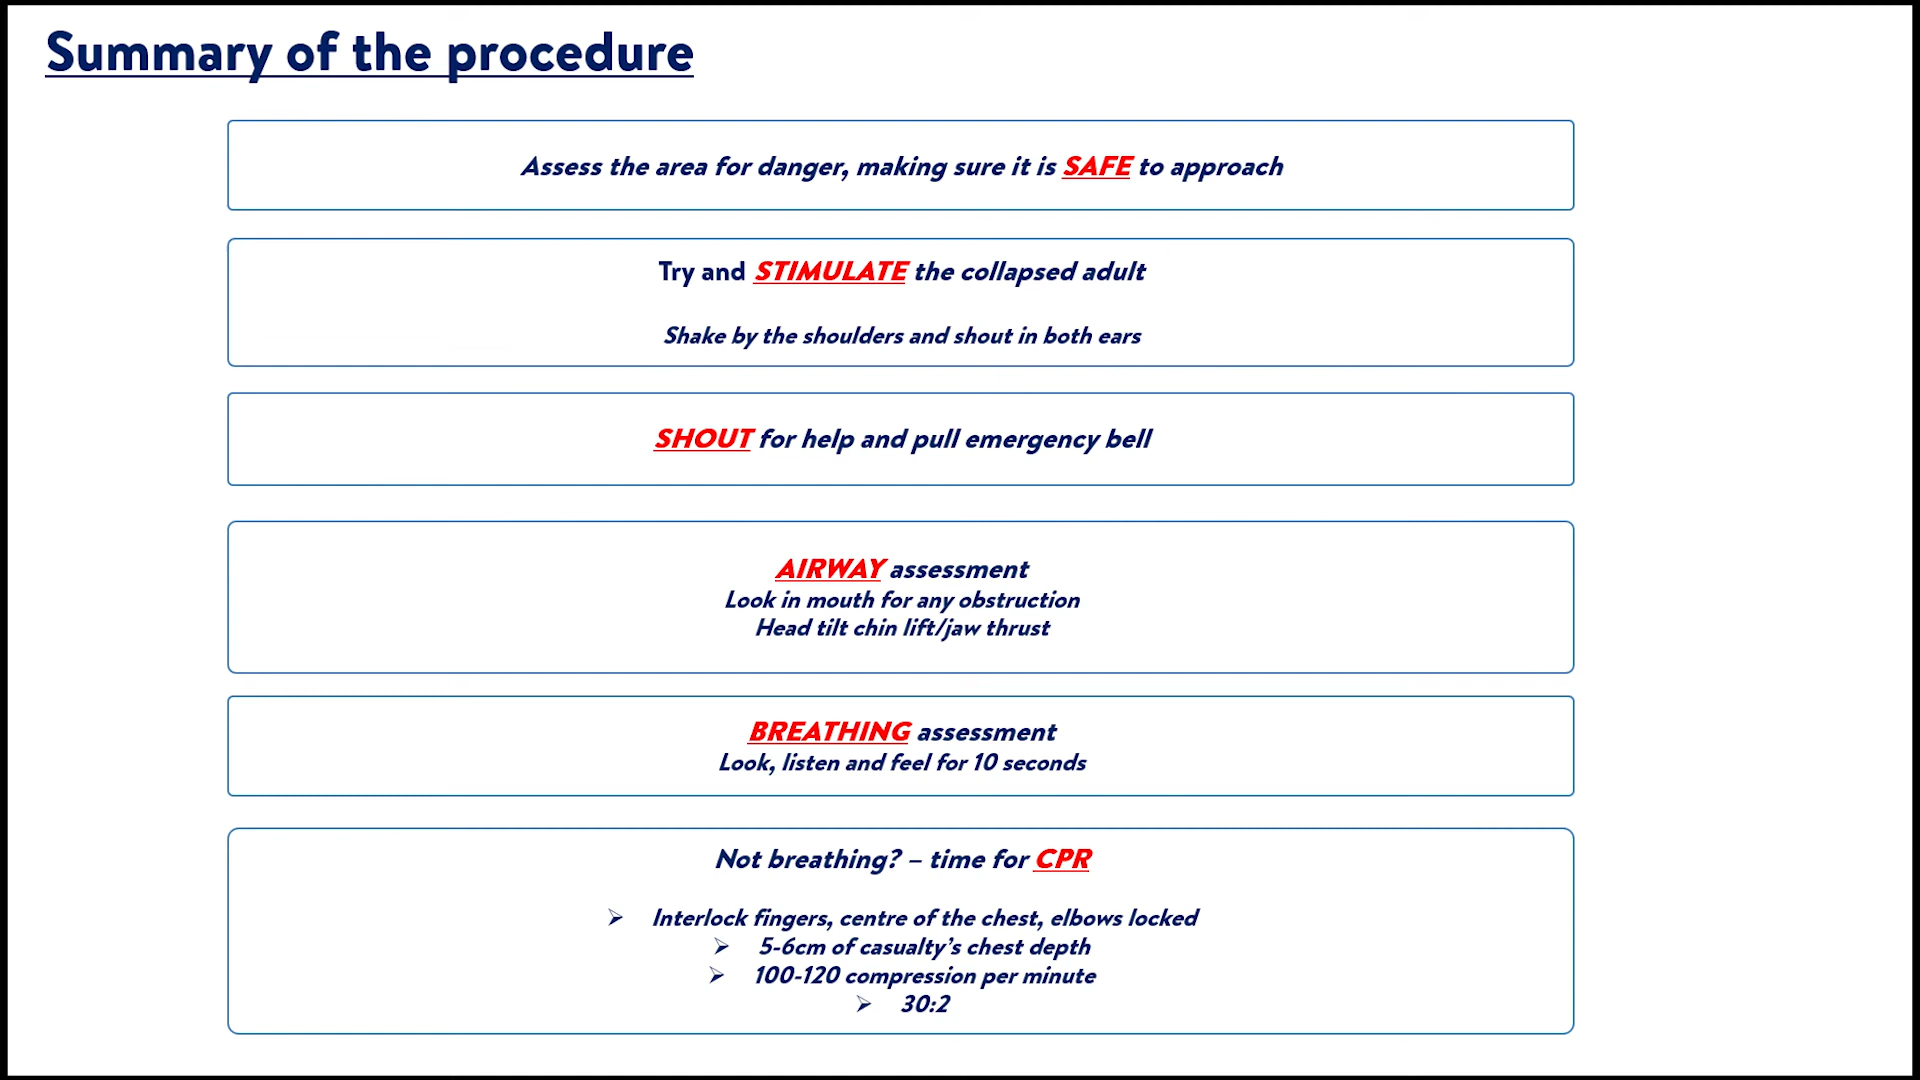 Summary of the procedure
Assess the area for danger, making sure it is SAFE to approach
Try and STIMULATE the collapsed adult
Shake by the shoulders and shout in both ears
SHOUT for help and pull emergency bell
AIRWAY assessment
Look in mouth for any obstruction
Head tilt chin lift/jaw thrust
BREATHING assessment
Look, listen and feel for 10 seconds
Not breathing? – time for CPR
➢ Interlock fingers, centre of the chest, elbows locked
➢ 5-6cm of casualty’s chest depth
➢ 100-120 compression per minute
➢ 30:2